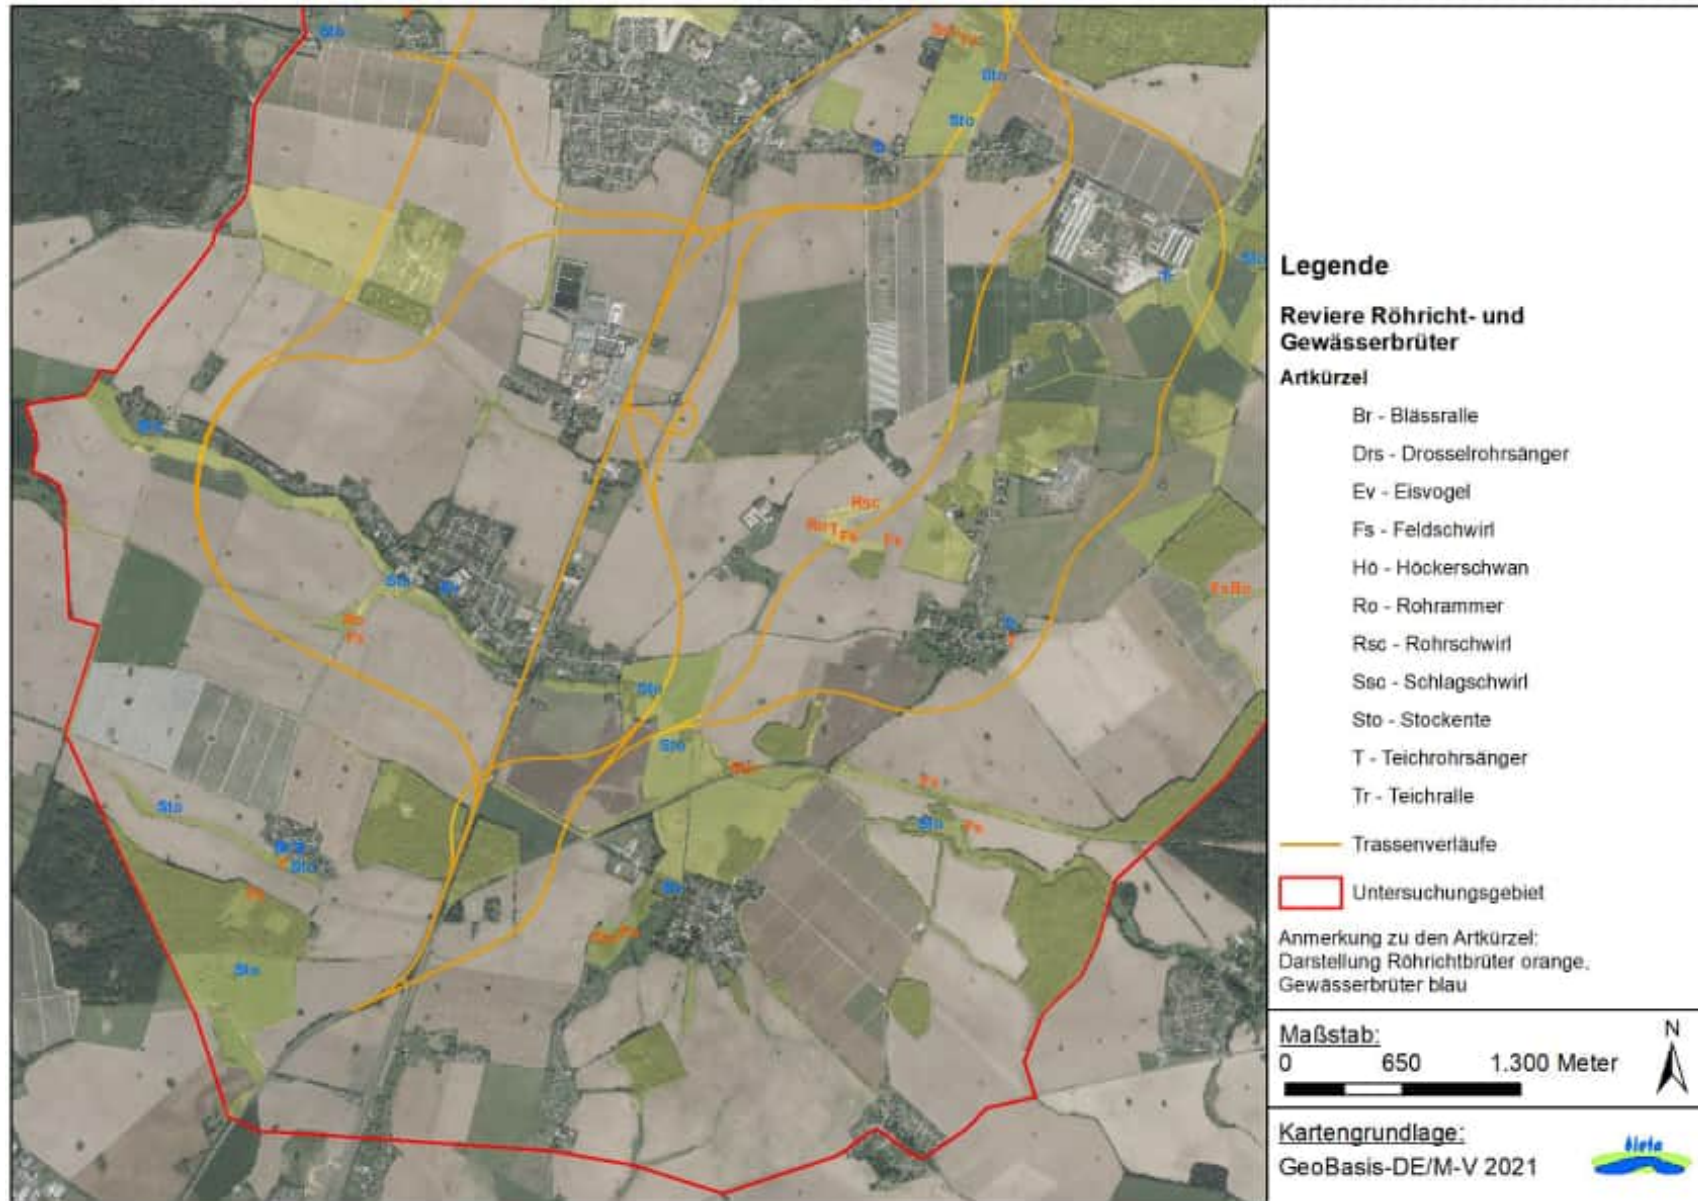 Sto
Sto
Sto
Sto
Rsc
Fs
Fs
Sto
Sto
Sto
Sto
Sto
Sto
Legende
Reviere Röhricht- und
Gewässerbrüter
Artkürzel
Br - Blässralle
Drs - Drosselrohrsänger
Ev - Eisvogel
Fs - Feldschwirl
Hö - Höckerschwan
Ro - Rohrammer
Rsc - Rohrschwirl
Ssc - Schlagschwirl
Sto - Stockente
T - Teichrohrsänger
Tr - Teichralle
Trassenverläufe
Untersuchungsgebiet
Anmerkung zu den Artkürzel:
Darstellung Röhrichtbrüter orange,
Gewässerbrüter blau
Maßstab:
N
0 650 1.300 Meter
Kartengrundlage:
GeoBasis-DE/M-V 2021